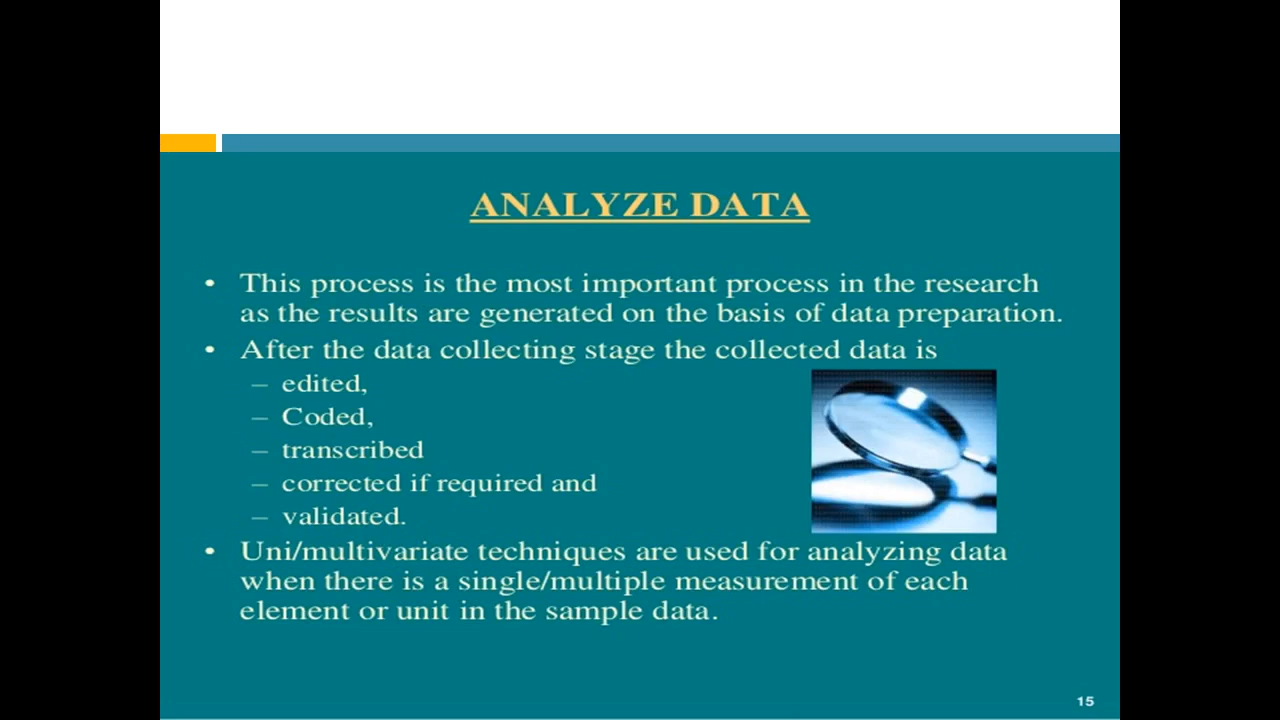 ANALYZE DATA
• This process is the most important process in the research
as the results are generated on the basis of data preparation.
• After the data collecting stage the collected data is
– edited,
– Coded,
– transcribed
– corrected if required and
– validated.
• Uni/multivariate techniques are used for analyzing data
when there is a single/multiple measurement of each
element or unit in the sample data.
15